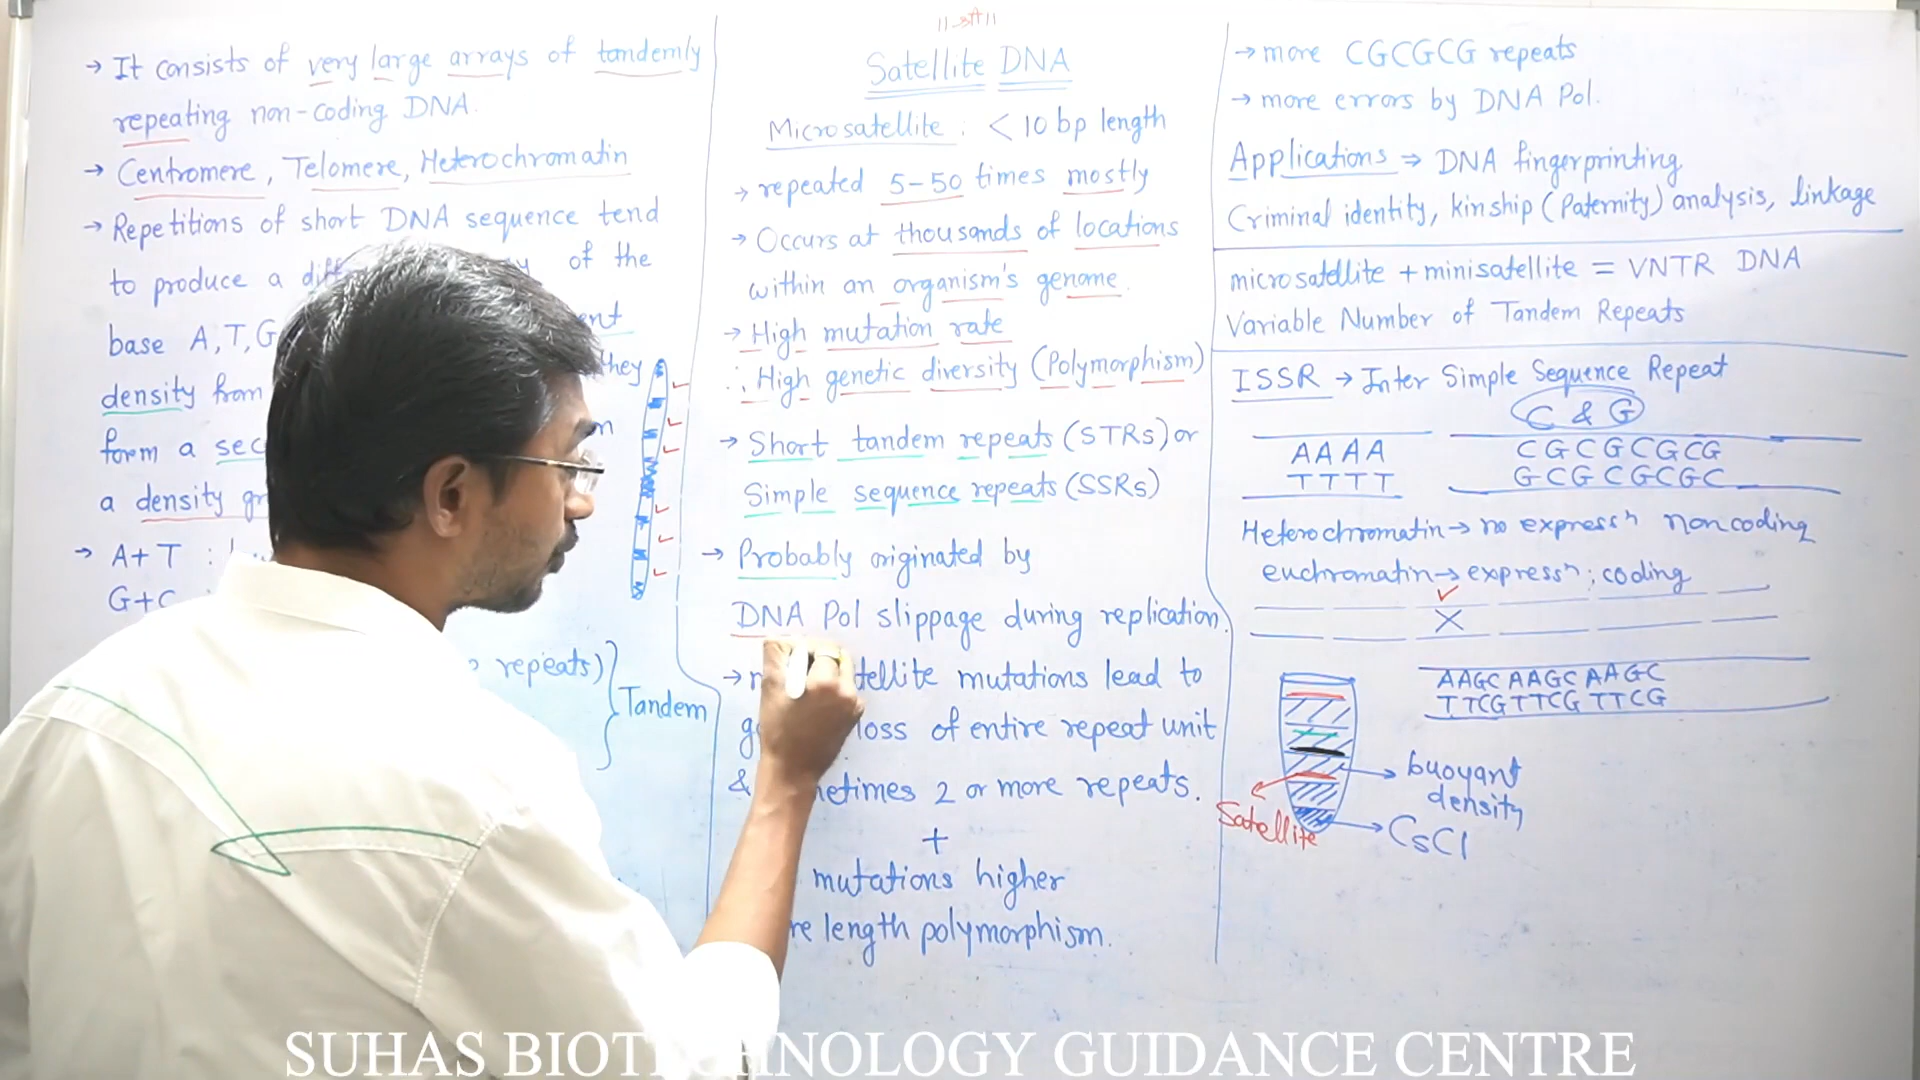 ॥ श्री ॥
Satellite DNA
→ It consists of very large arrays of tandemly
repeating non-coding DNA.
→ Centromere, Telomere, Heterochromatin
→ Repetitions of short DNA sequence tend
to produce a of the
base A, T, G
density from they
form a
a density
→ A+T :
G+C
repeats)
Tandem
Microsatellite : < 10 bp length
→ repeated 5-50 times mostly
→ Occurs at thousands of locations
within an organism's genome.
→ High mutation rate
∴ High genetic diversity (Polymorphism)
→ Short tandem repeats (STRs) or
Simple sequence repeats (SSRs)
→ Probably originated by
DNA Pol slippage during replication.
→ mutations lead to
loss of entire repeat unit
& 2 or more repeats.
+
mutations higher
length polymorphism.
→ more CGCGCG repeats
→ more errors by DNA Pol.
Applications ⇒ DNA fingerprinting
Criminal identity, kinship (Paternity) analysis, linkage
microsatellite + minisatellite = VNTR DNA
Variable Number of Tandem Repeats
ISSR → Inter Simple Sequence Repeat
C & G
AAAA CGCGCGCG
TTTT GCGCGCGC
Heterochromatin → no expressⁿ noncoding
euchromatin → expressⁿ; coding
AAGC AAGC AAGC
TTCG TTCG TTCG
buoyant
density
Satellite
CsCl
SUHAS BIOTECHNOLOGY GUIDANCE CENTRE